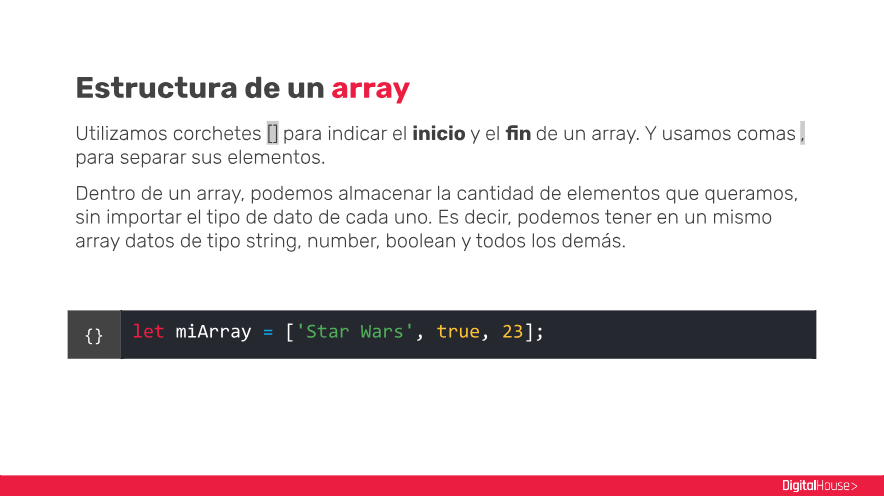 Estructura de un array
Utilizamos corchetes [] para indicar el inicio y el fin de un array. Y usamos comas ,
para separar sus elementos.
Dentro de un array, podemos almacenar la cantidad de elementos que queramos,
sin importar el tipo de dato de cada uno. Es decir, podemos tener en un mismo
array datos de tipo string, number, boolean y todos los demás.
{} let miArray = ['Star Wars', true, 23];
DigitalHouse>